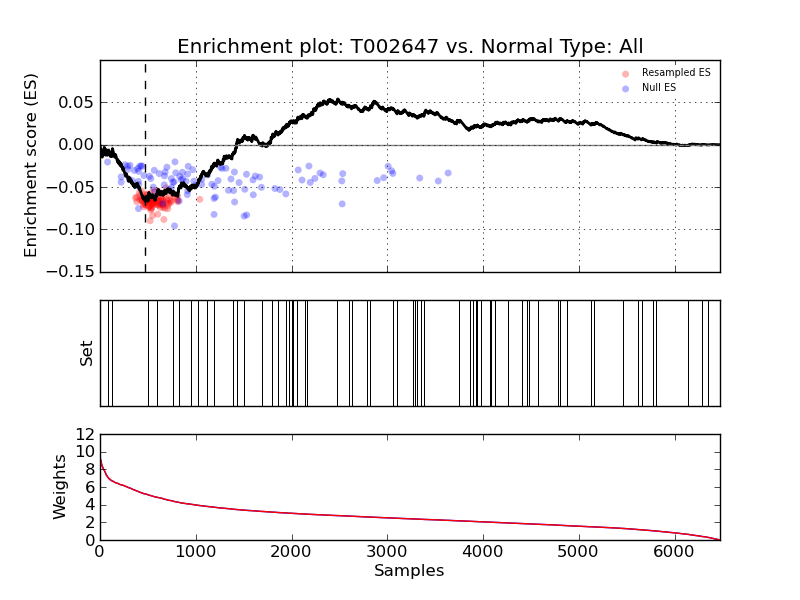 Enrichment plot: T002647 vs. Normal Type: All
Resampled ES
Null ES
Enrichment score (ES)
0.05
0.00
−0.05
−0.10
−0.15
Set
Weights
12
10
8
6
4
2
0
0 1000 2000 3000 4000 5000 6000
Samples